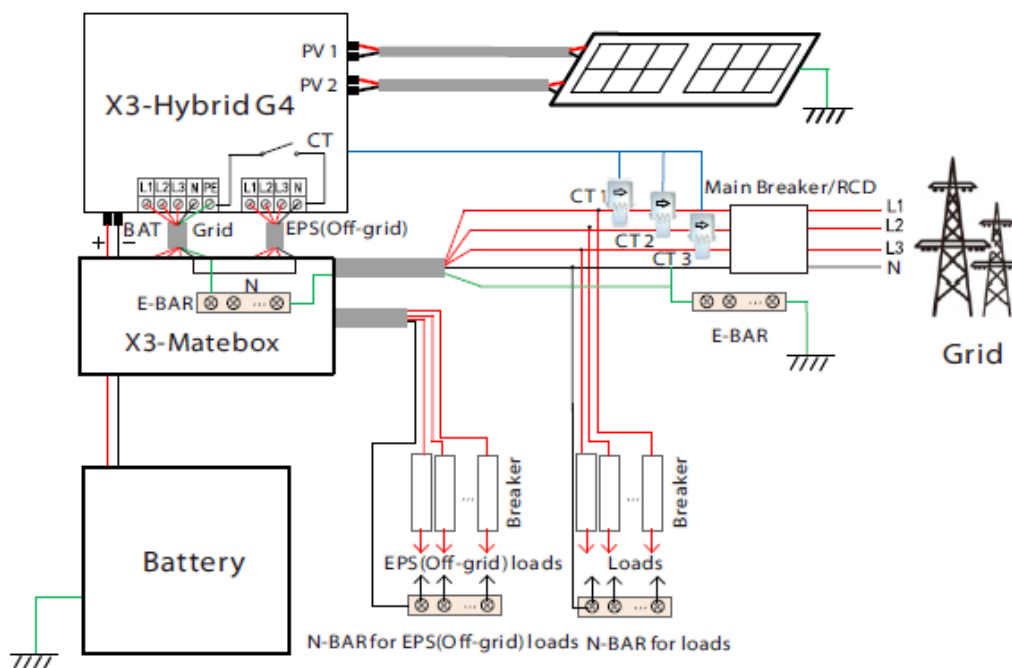 PV 1
PV 2
X3-Hybrid G4
CT
L1 L2 L3 N PE
L1 L2 L3 N
BAT
Grid
EPS(Off-grid)
+
−
CT 1
CT 2
CT 3
Main Breaker/RCD
L1
L2
L3
N
N
E-BAR
X3-Matebox
E-BAR
Grid
Breaker
Breaker
...
...
...
...
...
...
Battery
EPS(Off-grid) loads
Loads
N-BAR for EPS(Off-grid) loads
N-BAR for loads